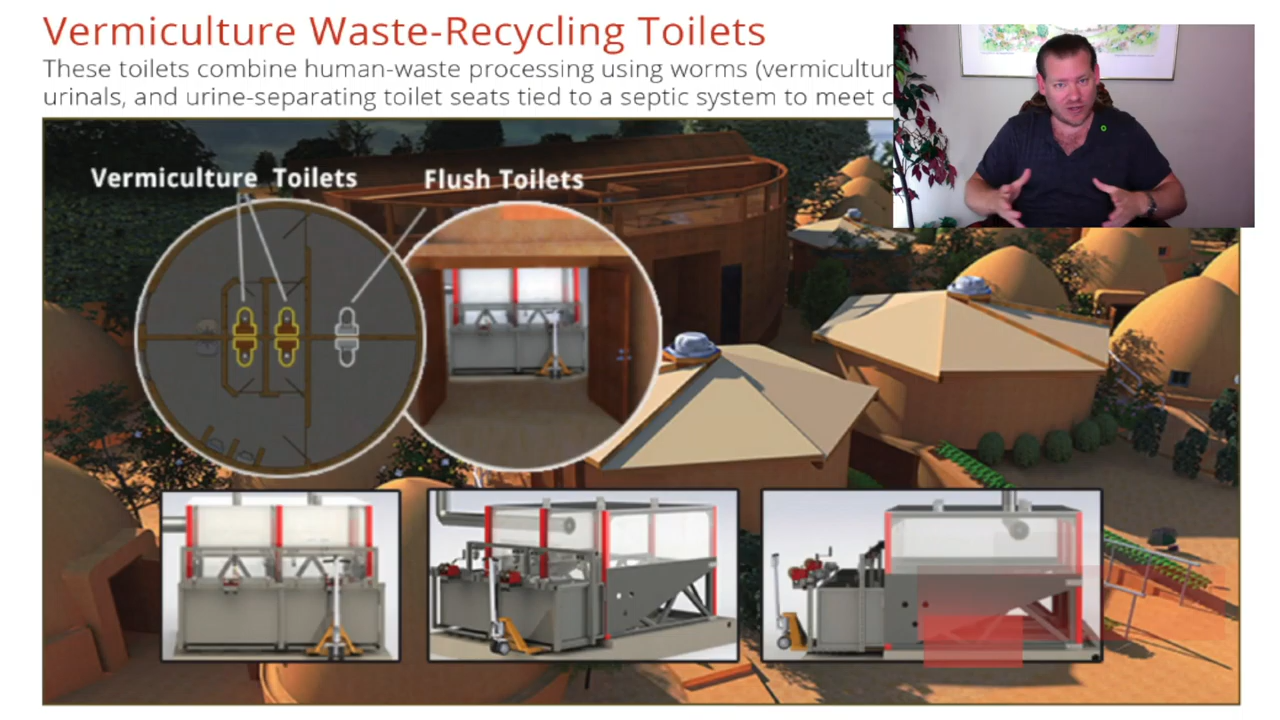 Vermiculture Waste-Recycling Toilets
These toilets combine human-waste processing using worms (vermicultur
urinals, and urine-separating toilet seats tied to a septic system to meet c
Vermiculture Toilets
Flush Toilets